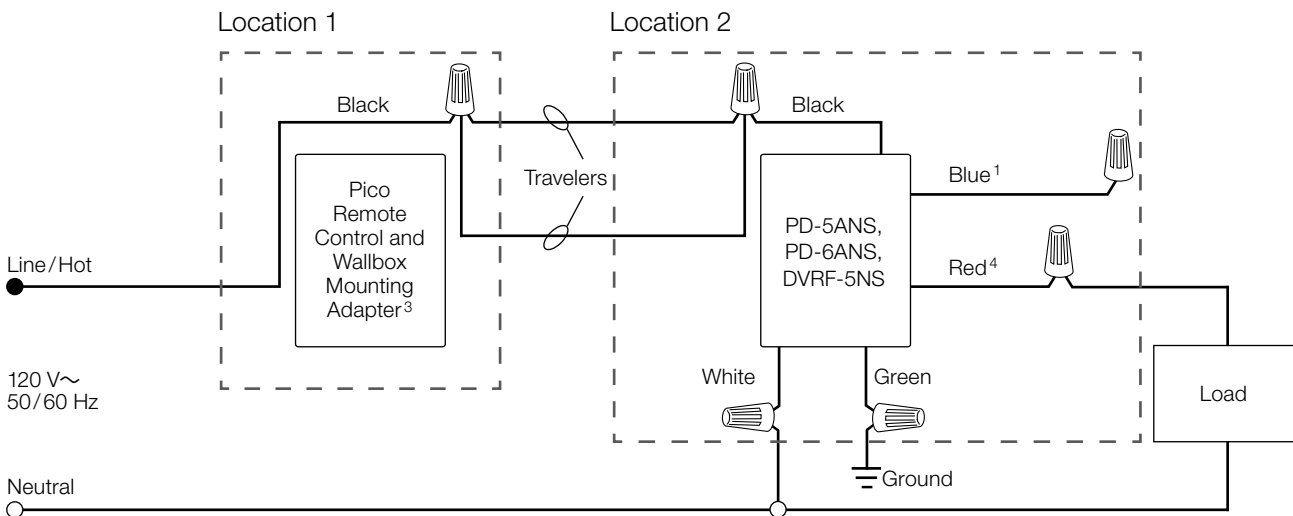 Location 1
Location 2
Black
Black
Travelers
Blue¹
Pico
Remote
Control and
Wallbox
Mounting
Adapter³
PD-5ANS,
PD-6ANS,
DVRF-5NS
Line/Hot
Red⁴
120 V~
50/60 Hz
White
Green
Load
Ground
Neutral